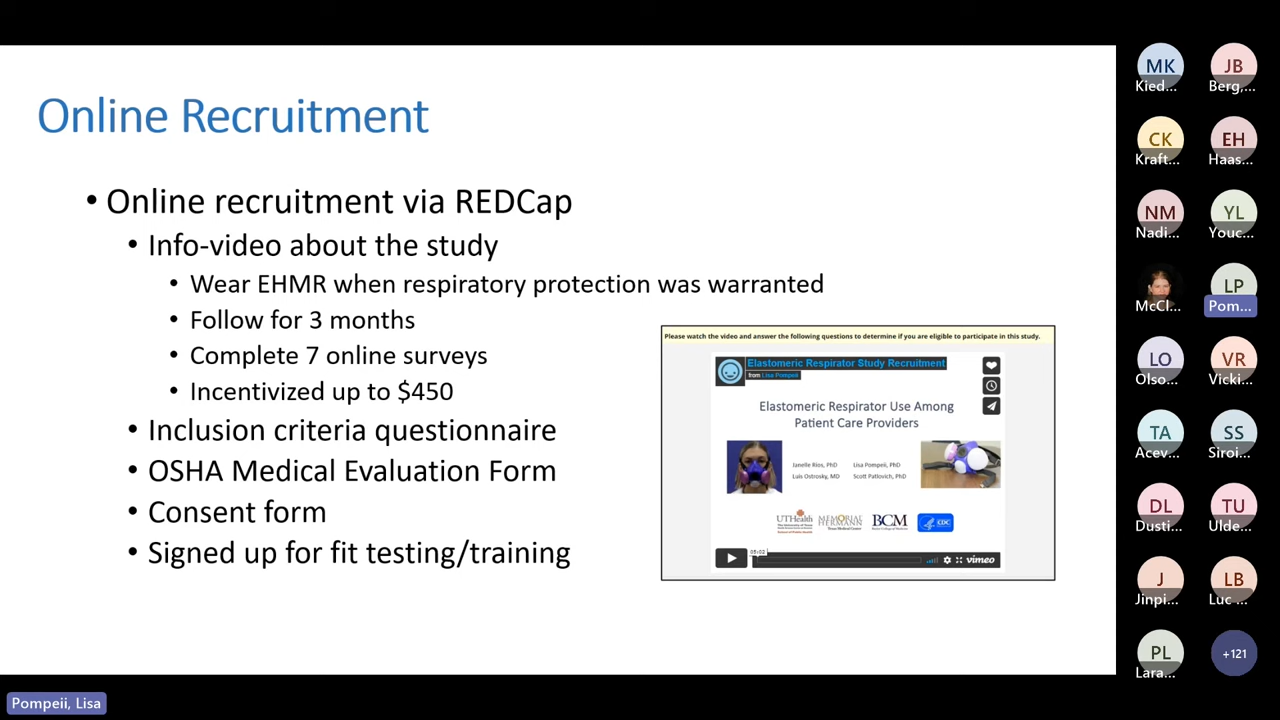 Online Recruitment
• Online recruitment via REDCap
• Info-video about the study
• Wear EHMR when respiratory protection was warranted
• Follow for 3 months
• Complete 7 online surveys
• Incentivized up to $450
• Inclusion criteria questionnaire
• OSHA Medical Evaluation Form
• Consent form
• Signed up for fit testing/training
Please watch the video and answer the following questions to determine if you are eligible to participate in this study.
Elastomeric Respirator Study Recruitment
from Lisa Pompeii
Elastomeric Respirator Use Among
Patient Care Providers
Janelle Rios, PhD Lisa Pompeii, PhD
Luis Ostrosky, MD Scott Patlovich, PhD
UTHealth
MEMORIAL
HERMANN
BCM
CDC
05:02
vimeo
MK JB
Kied... Berg,...
CK EH
Kraft... Haas...
NM YL
Nadi... Youc...
LP
McCl... Pom...
LO VR
Olso... Vicki...
TA SS
Acev... Siroi...
DL TU
Dusti... Ulde...
J LB
Jinpi... Luc ...
PL +121
Lara...
Pompeii, Lisa